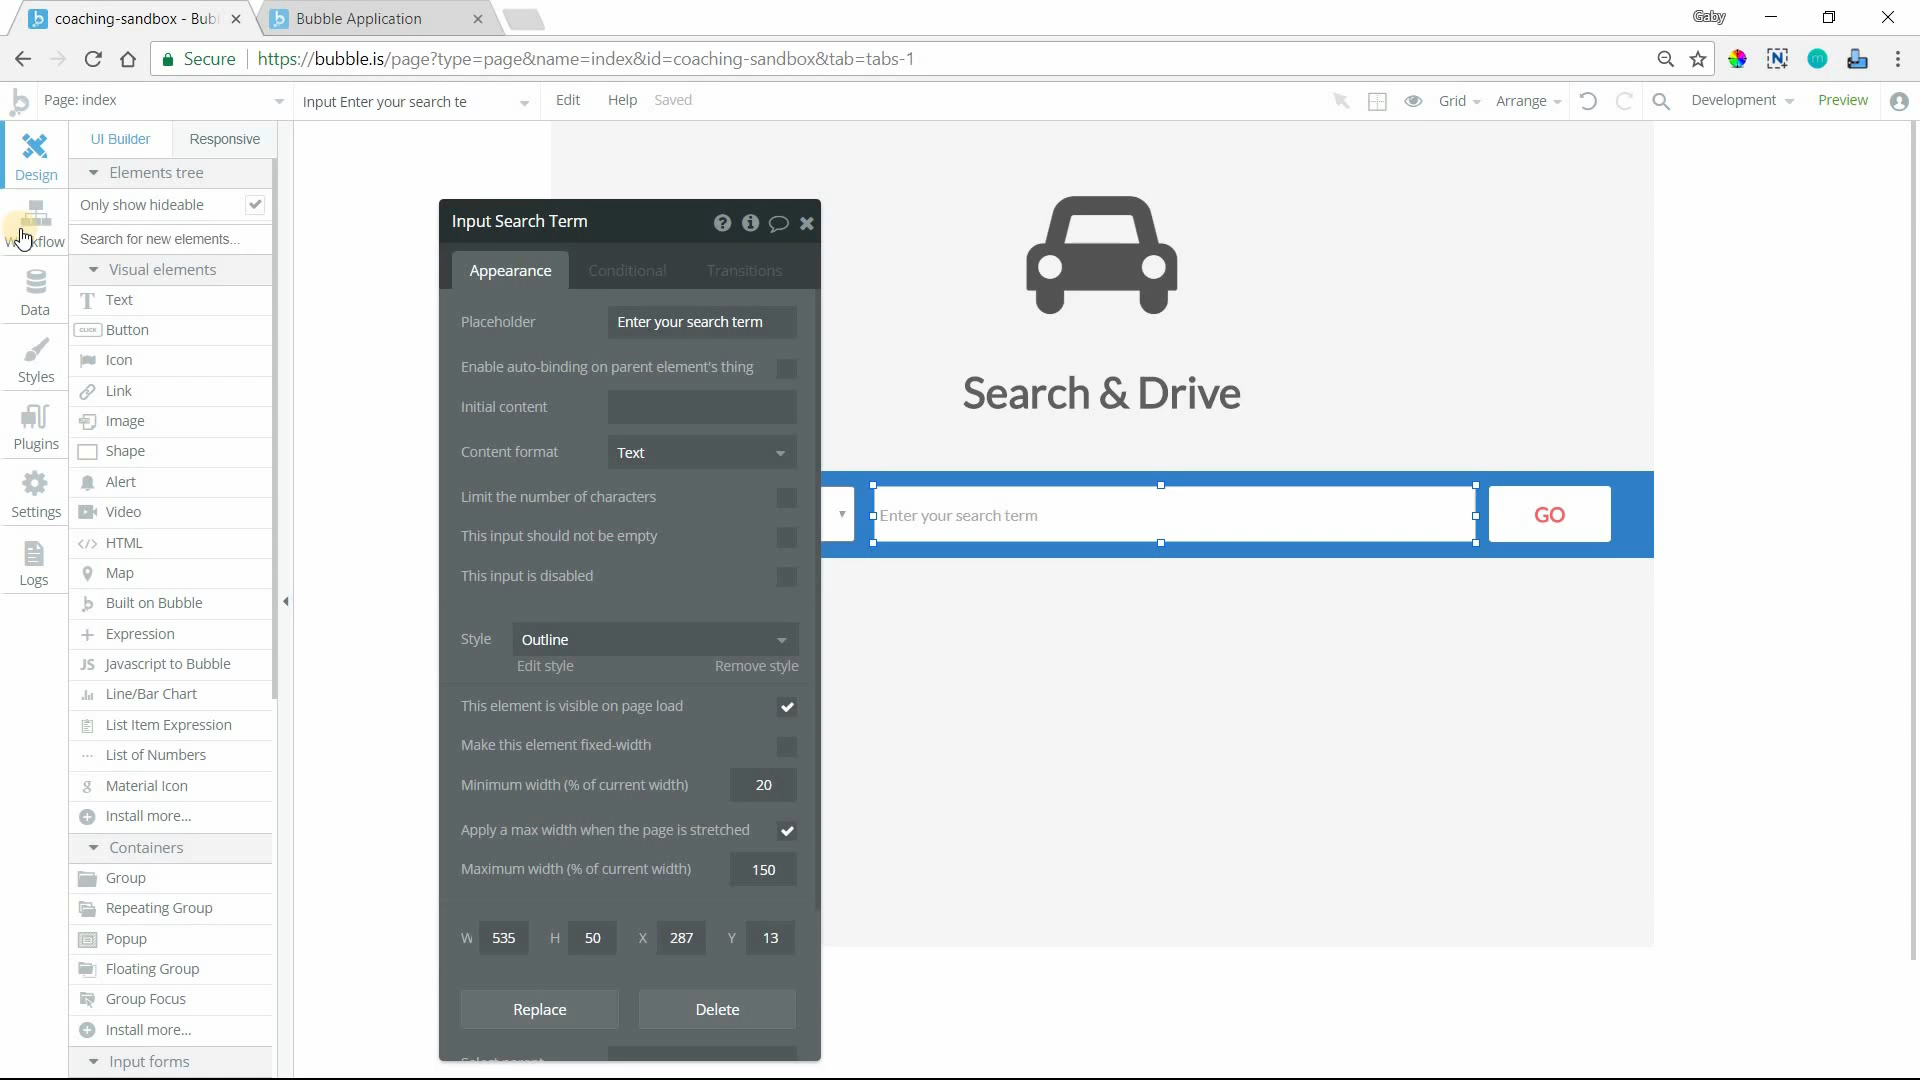 coaching-sandbox - Bub
Bubble Application
Gaby
Secure
https://bubble.is/page?type=page&name=index&id=coaching-sandbox&tab=tabs-1
Page: index
Input Enter your search te
Edit
Help
Saved
Grid
Arrange
Development
Preview
Design
Workflow
Data
Styles
Plugins
Settings
Logs
UI Builder
Responsive
Elements tree
Only show hideable
Search for new elements...
Visual elements
Text
CLICK Button
Icon
Link
Image
Shape
Alert
Video
HTML
Map
Built on Bubble
Expression
JS Javascript to Bubble
Line/Bar Chart
List Item Expression
List of Numbers
g Material Icon
Install more...
Containers
Group
Repeating Group
Popup
Floating Group
Group Focus
Install more...
Input forms
Input Search Term
Appearance
Conditional
Transitions
Placeholder
Enter your search term
Enable auto-binding on parent element's thing
Initial content
Content format
Text
Limit the number of characters
This input should not be empty
This input is disabled
Style
Outline
Edit style
Remove style
This element is visible on page load
Make this element fixed-width
Minimum width (% of current width)
20
Apply a max width when the page is stretched
Maximum width (% of current width)
150
W 535 H 50 X 287 Y 13
Replace
Delete
Search & Drive
Enter your search term
GO